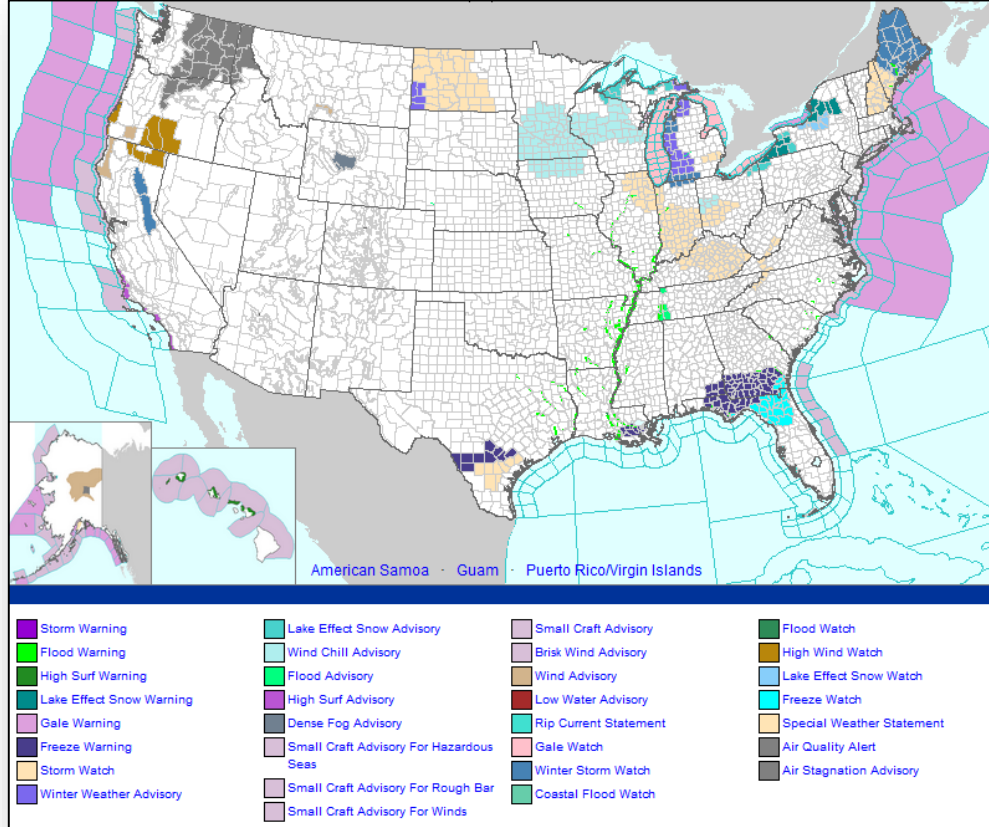 American Samoa - Guam - Puerto Rico/Virgin Islands
Storm Warning
Flood Warning
High Surf Warning
Lake Effect Snow Warning
Gale Warning
Freeze Warning
Storm Watch
Winter Weather Advisory
Lake Effect Snow Advisory
Wind Chill Advisory
Flood Advisory
High Surf Advisory
Dense Fog Advisory
Small Craft Advisory For Hazardous
Seas
Small Craft Advisory For Rough Bar
Small Craft Advisory For Winds
Small Craft Advisory
Brisk Wind Advisory
Wind Advisory
Low Water Advisory
Rip Current Statement
Gale Watch
Winter Storm Watch
Coastal Flood Watch
Flood Watch
High Wind Watch
Lake Effect Snow Watch
Freeze Watch
Special Weather Statement
Air Quality Alert
Air Stagnation Advisory